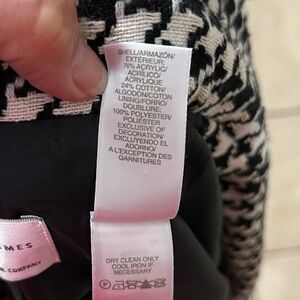 SHELL/ARMAZÓN/
EXTÉRIEUR:
76% ACRYLIC/
ACRÍLICO/
ACRYLIQUE
24% COTTON/
ALGODÓN/COTON
LINING/FORRO/
DOUBLURE:
100% POLYESTER/
POLIÉSTER
EXCLUSIVE OF
DECORATION/
EXCLUYENDO EL
ADORNO/
A L'EXCEPTION DES
GARNITURES
DRY CLEAN ONLY
COOL IRON IF
NECESSARY
MES
COMPANY